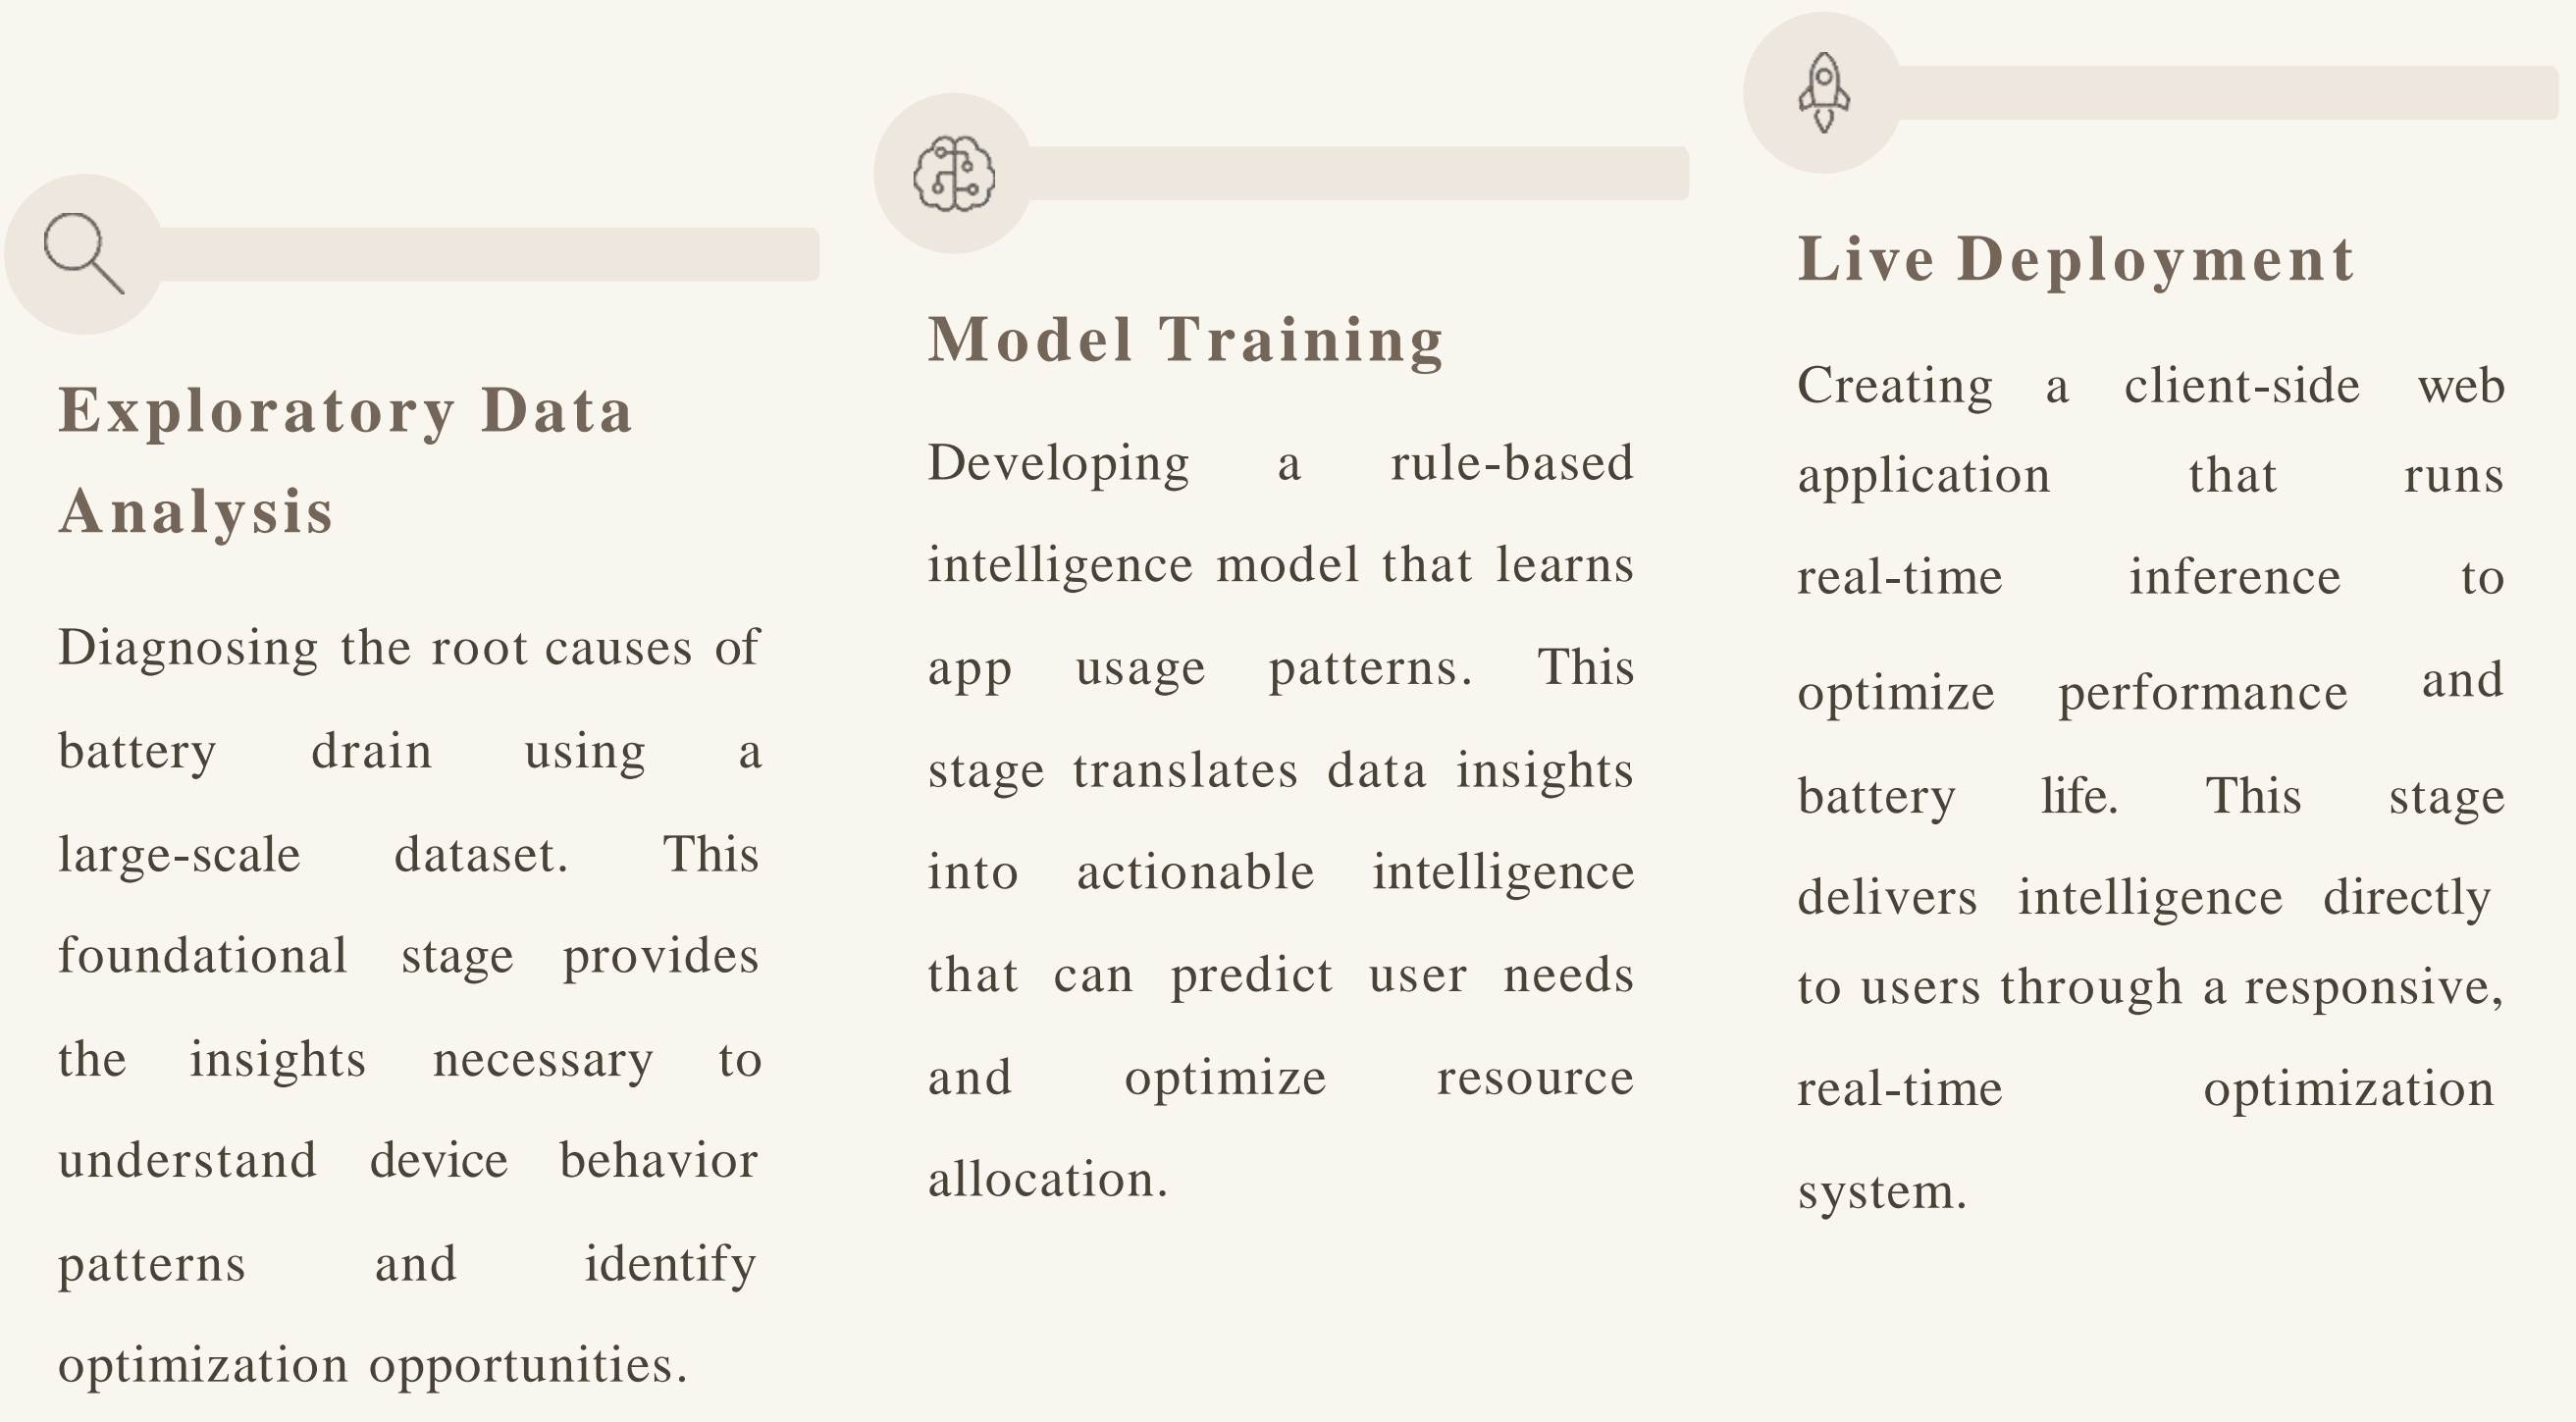 Exploratory Data
Analysis
Diagnosing the root causes of
battery drain using a
large-scale dataset. This
foundational stage provides
the insights necessary to
understand device behavior
patterns and identify
optimization opportunities.
Model Training
Developing a rule-based
intelligence model that learns
app usage patterns. This
stage translates data insights
into actionable intelligence
that can predict user needs
and optimize resource
allocation.
Live Deployment
Creating a client-side web
application that runs
real-time inference to
optimize performance and
battery life. This stage
delivers intelligence directly
to users through a responsive,
real-time optimization
system.